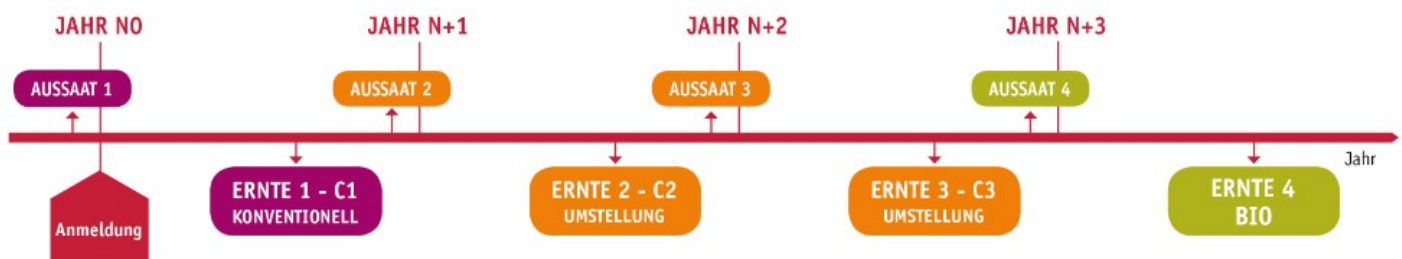 JAHR N0
JAHR N+1
JAHR N+2
JAHR N+3
AUSSAAT 1
AUSSAAT 2
AUSSAAT 3
AUSSAAT 4
Jahr
Anmeldung
ERNTE 1 - C1
KONVENTIONELL
ERNTE 2 - C2
UMSTELLUNG
ERNTE 3 - C3
UMSTELLUNG
ERNTE 4
BIO